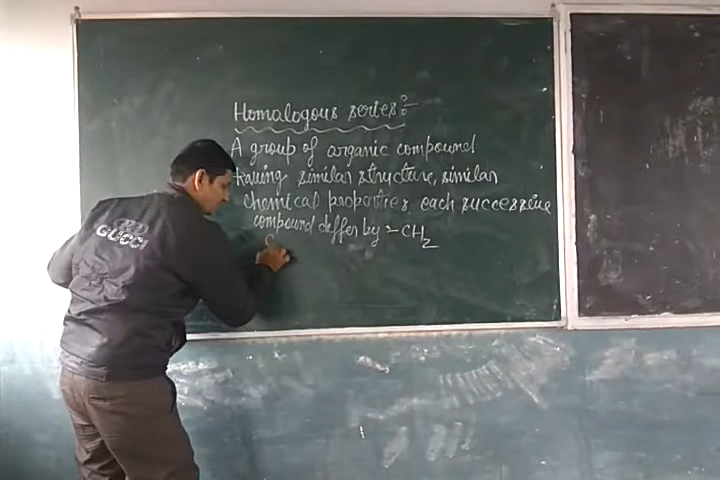 Homologous series:-
A group of organic compound
having similar structure, similar
chemical properties, each successive
compound differ by -CH2
GUCCI